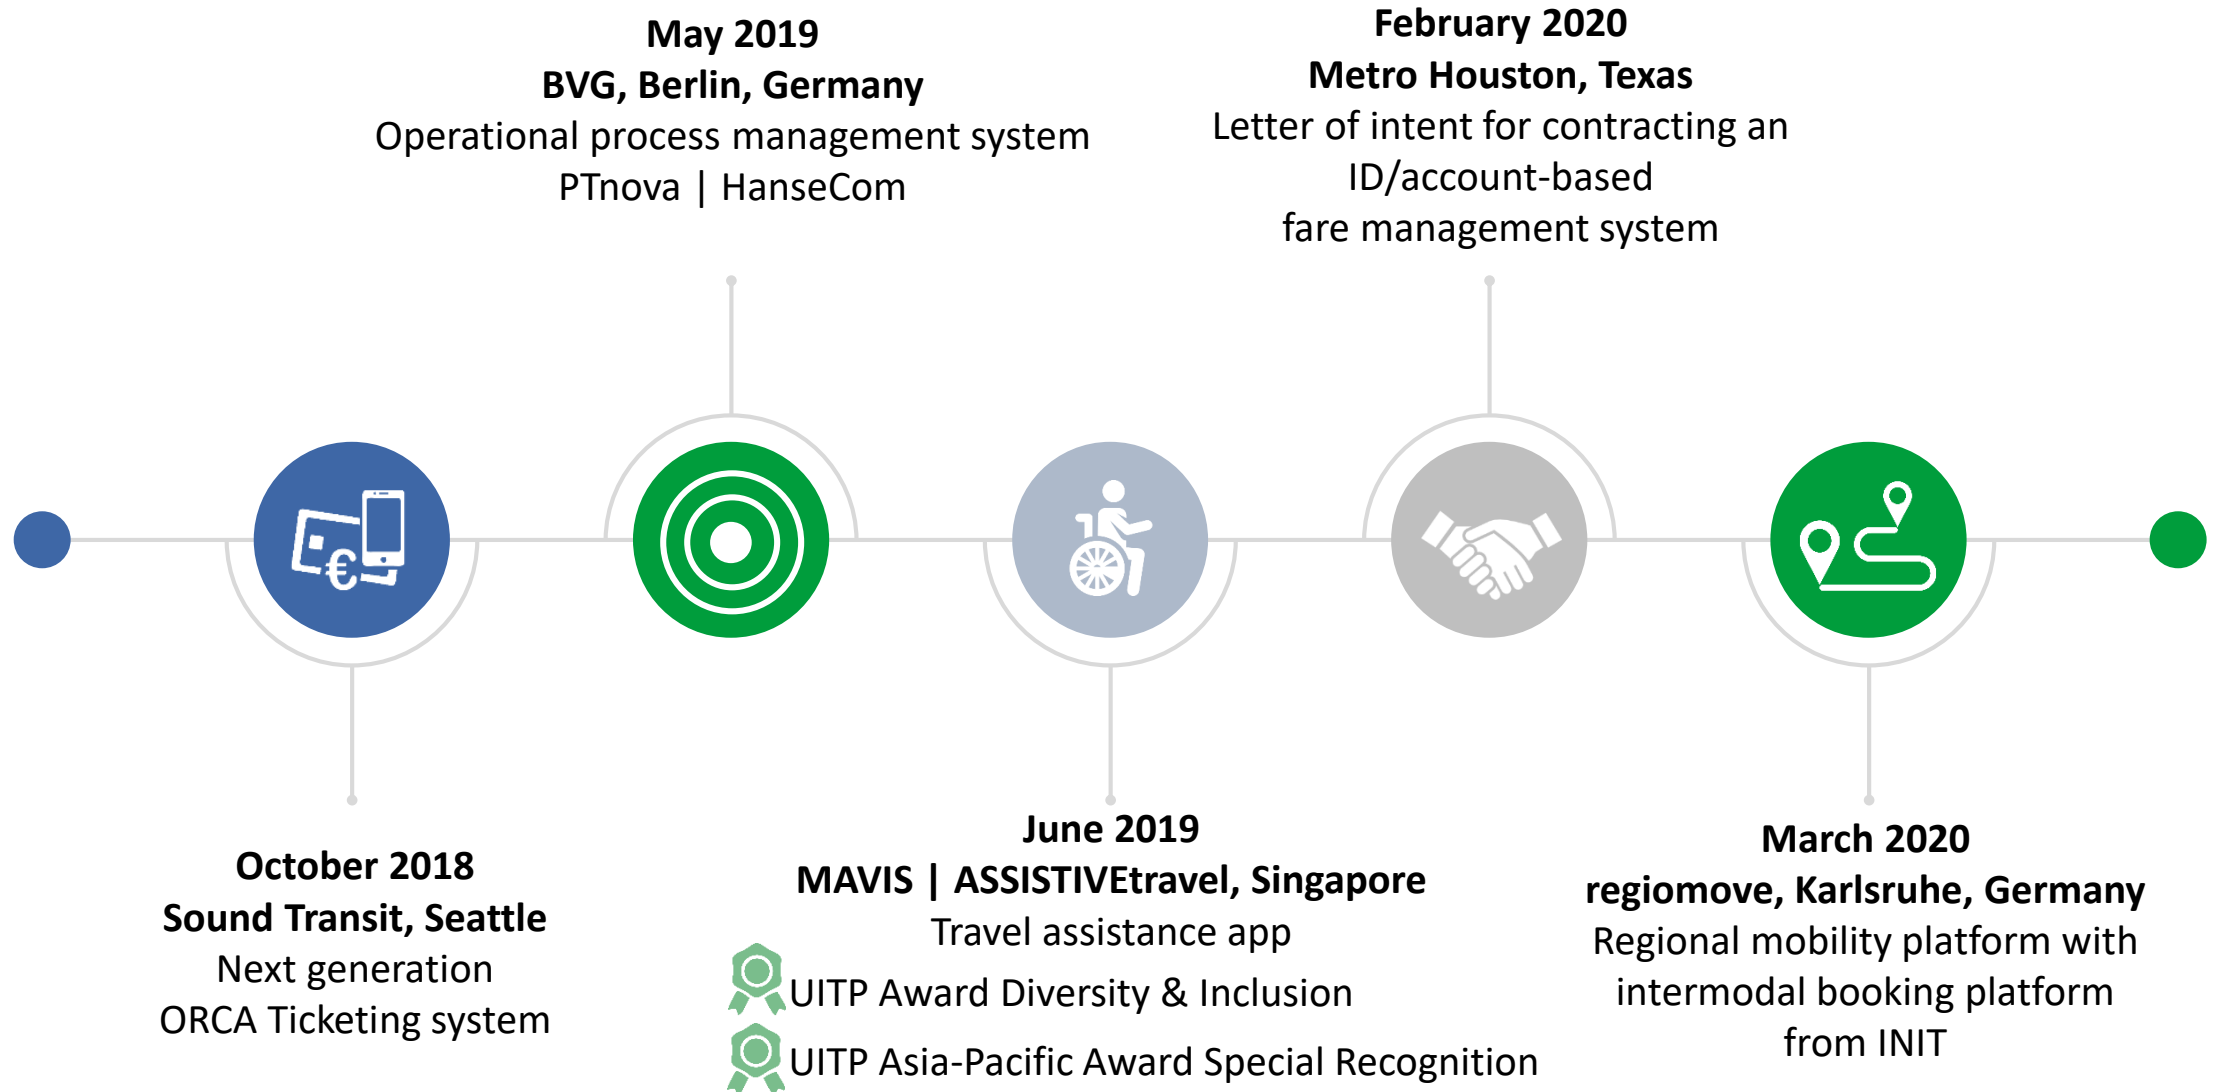 May 2019
BVG, Berlin, Germany
Operational process management system
PTnova | HanseCom
February 2020
Metro Houston, Texas
Letter of intent for contracting an
ID/account-based
fare management system
€
October 2018
Sound Transit, Seattle
Next generation
ORCA Ticketing system
June 2019
MAVIS | ASSISTIVEtravel, Singapore
Travel assistance app
UITP Award Diversity & Inclusion
UITP Asia-Pacific Award Special Recognition
March 2020
regiomove, Karlsruhe, Germany
Regional mobility platform with
intermodal booking platform
from INIT